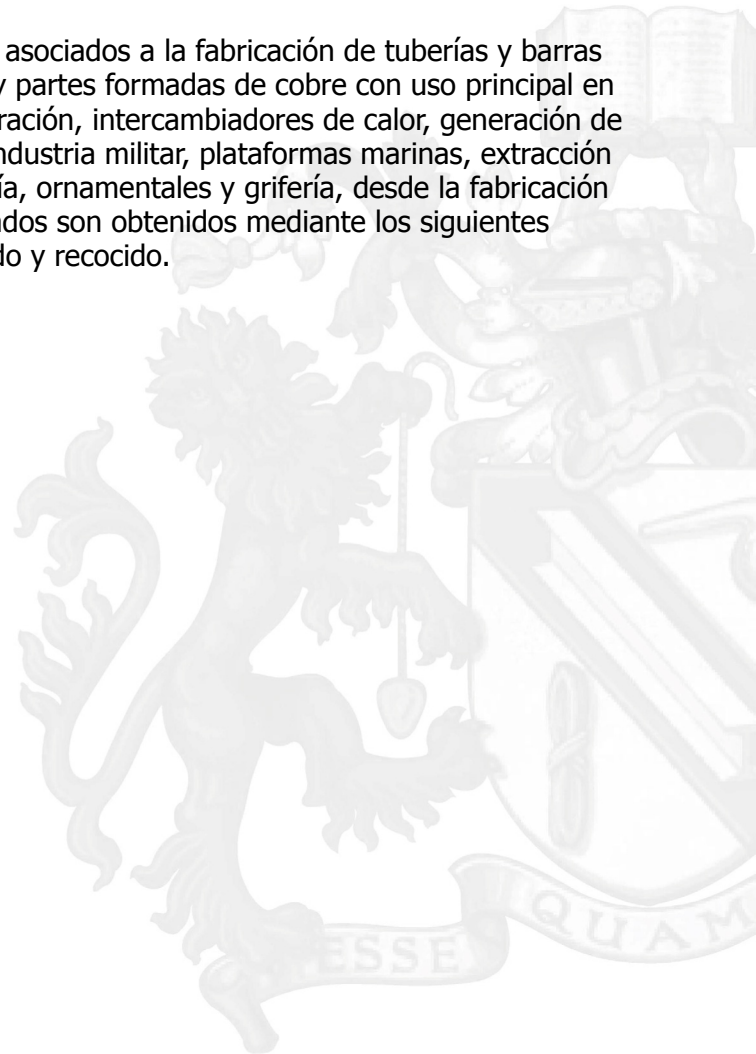 asociados a la fabricación de tuberías y barras
y partes formadas de cobre con uso principal en
ración, intercambiadores de calor, generación de
ndustria militar, plataformas marinas, extracción
ía, ornamentales y grifería, desde la fabricación
dos son obtenidos mediante los siguientes
do y recocido.
ESSE
QUAM